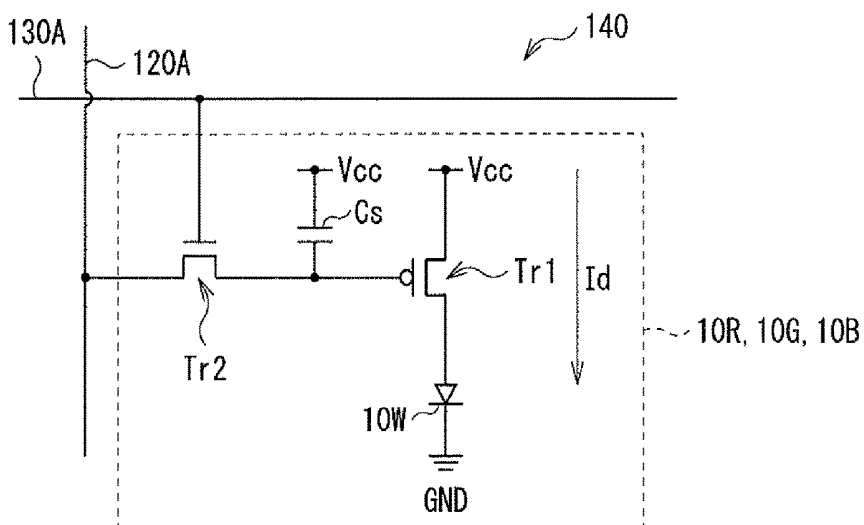 130A
120A
140
Vcc
Vcc
Cs
Tr1
Id
Tr2
10R, 10G, 10B
10W
GND